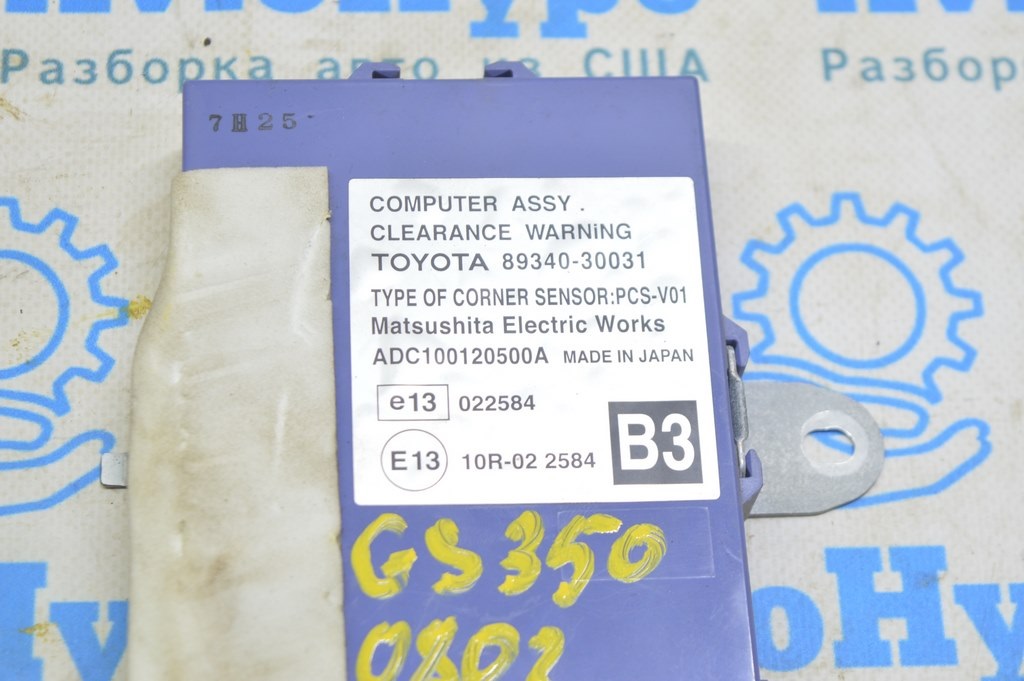 Разборка авто из США
Разборка
7H25
COMPUTER ASSY.
CLEARANCE WARNiNG
TOYOTA 89340-30031
TYPE OF CORNER SENSOR:PCS-V01
Matsushita Electric Works
ADC100120500A MADE IN JAPAN
e13 022584
E13 10R-02 2584
B3
GS350